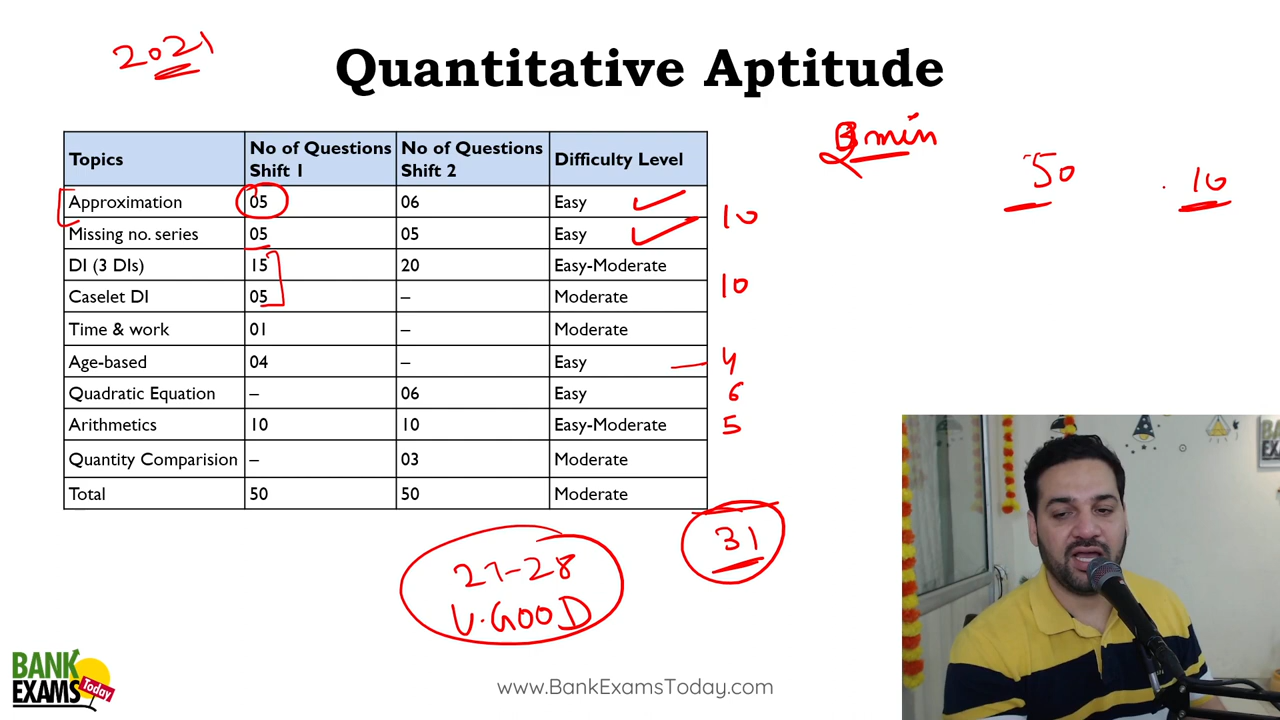 2021
Quantitative Aptitude
min
50
10
Topics No of Questions Shift 1 No of Questions Shift 2 Difficulty Level
Approximation 05 06 Easy
10
Missing no. series 05 05 Easy
DI (3 DIs) 15 20 Easy-Moderate
10
Caselet DI 05 – Moderate
Time & work 01 – Moderate
Age-based 04 – Easy 4
Quadratic Equation – 06 Easy 6
Arithmetics 10 10 Easy-Moderate 5
Quantity Comparision – 03 Moderate
Total 50 50 Moderate
31
27-28
V.GOOD
BANK
EXAMS
Today
www.BankExamsToday.com
BANK
EXAM